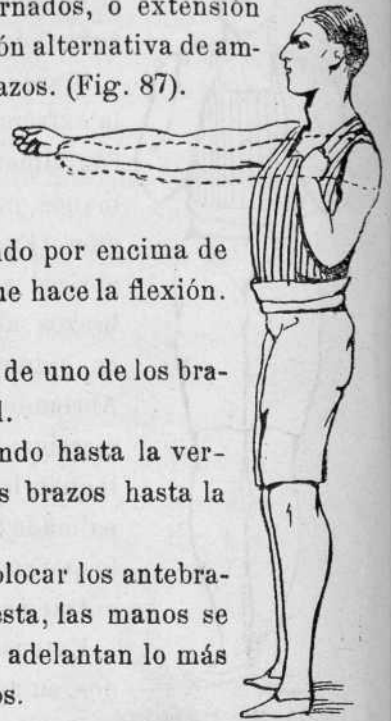 rnados, o extensión
ón alternativa de am-
azos. (Fig. 87).
do por encima de
ue hace la flexión.
de uno de los bra-
ndo hasta la ver-
s brazos hasta la
olocar los antebra-
esta, las manos se
adelantan lo más
os.